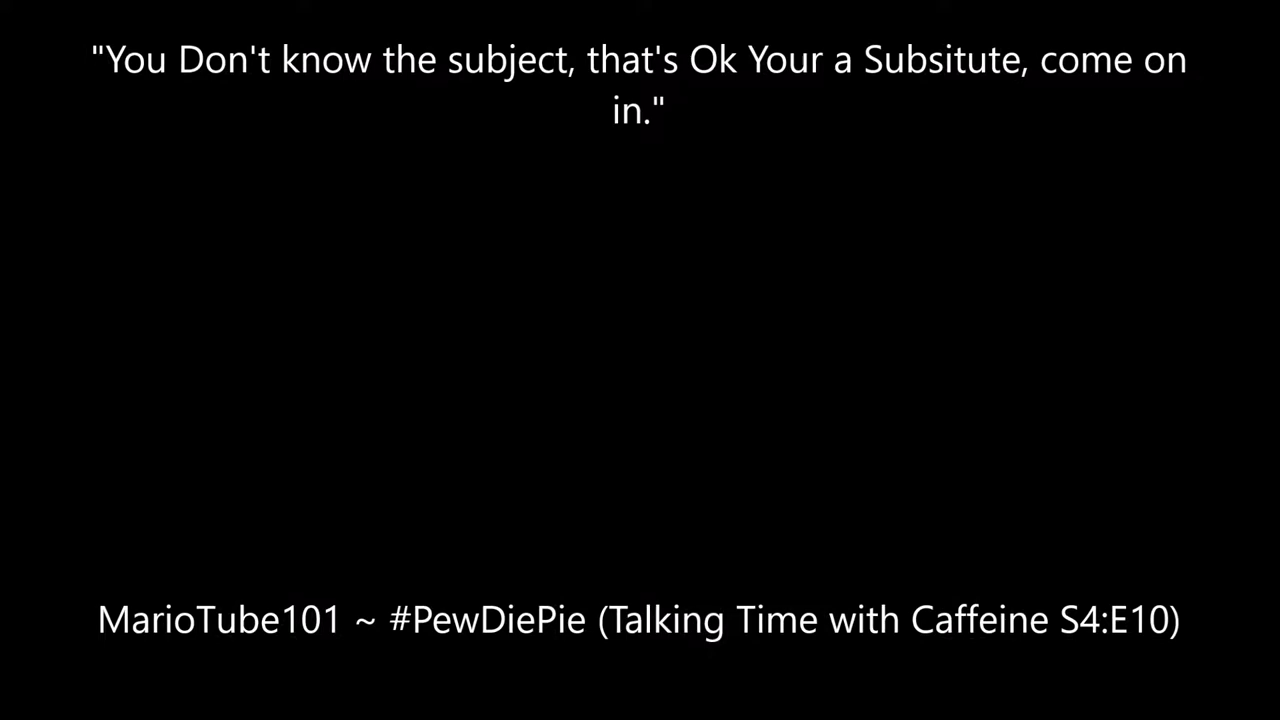 "You Don't know the subject, that's Ok Your a Subsitute, come on
in."
MarioTube101 ~ #PewDiePie (Talking Time with Caffeine S4:E10)